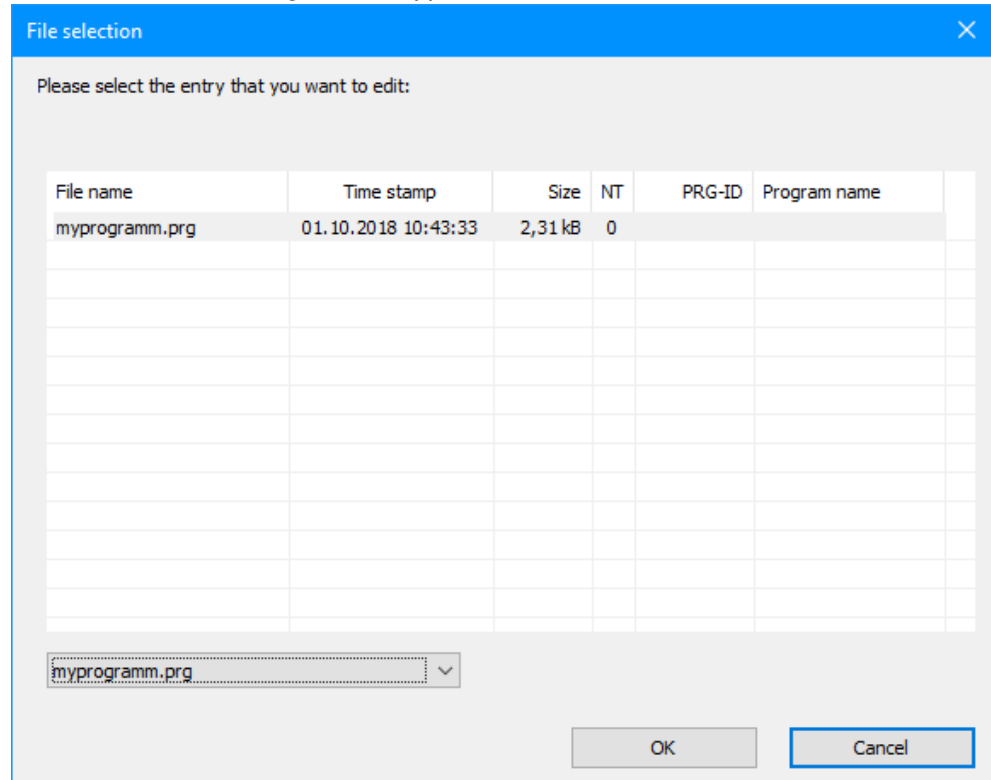 File selection
Please select the entry that you want to edit:
File name Time stamp Size NT PRG-ID Program name
myprogramm.prg 01.10.2018 10:43:33 2,31 kB 0
myprogramm.prg
OK Cancel